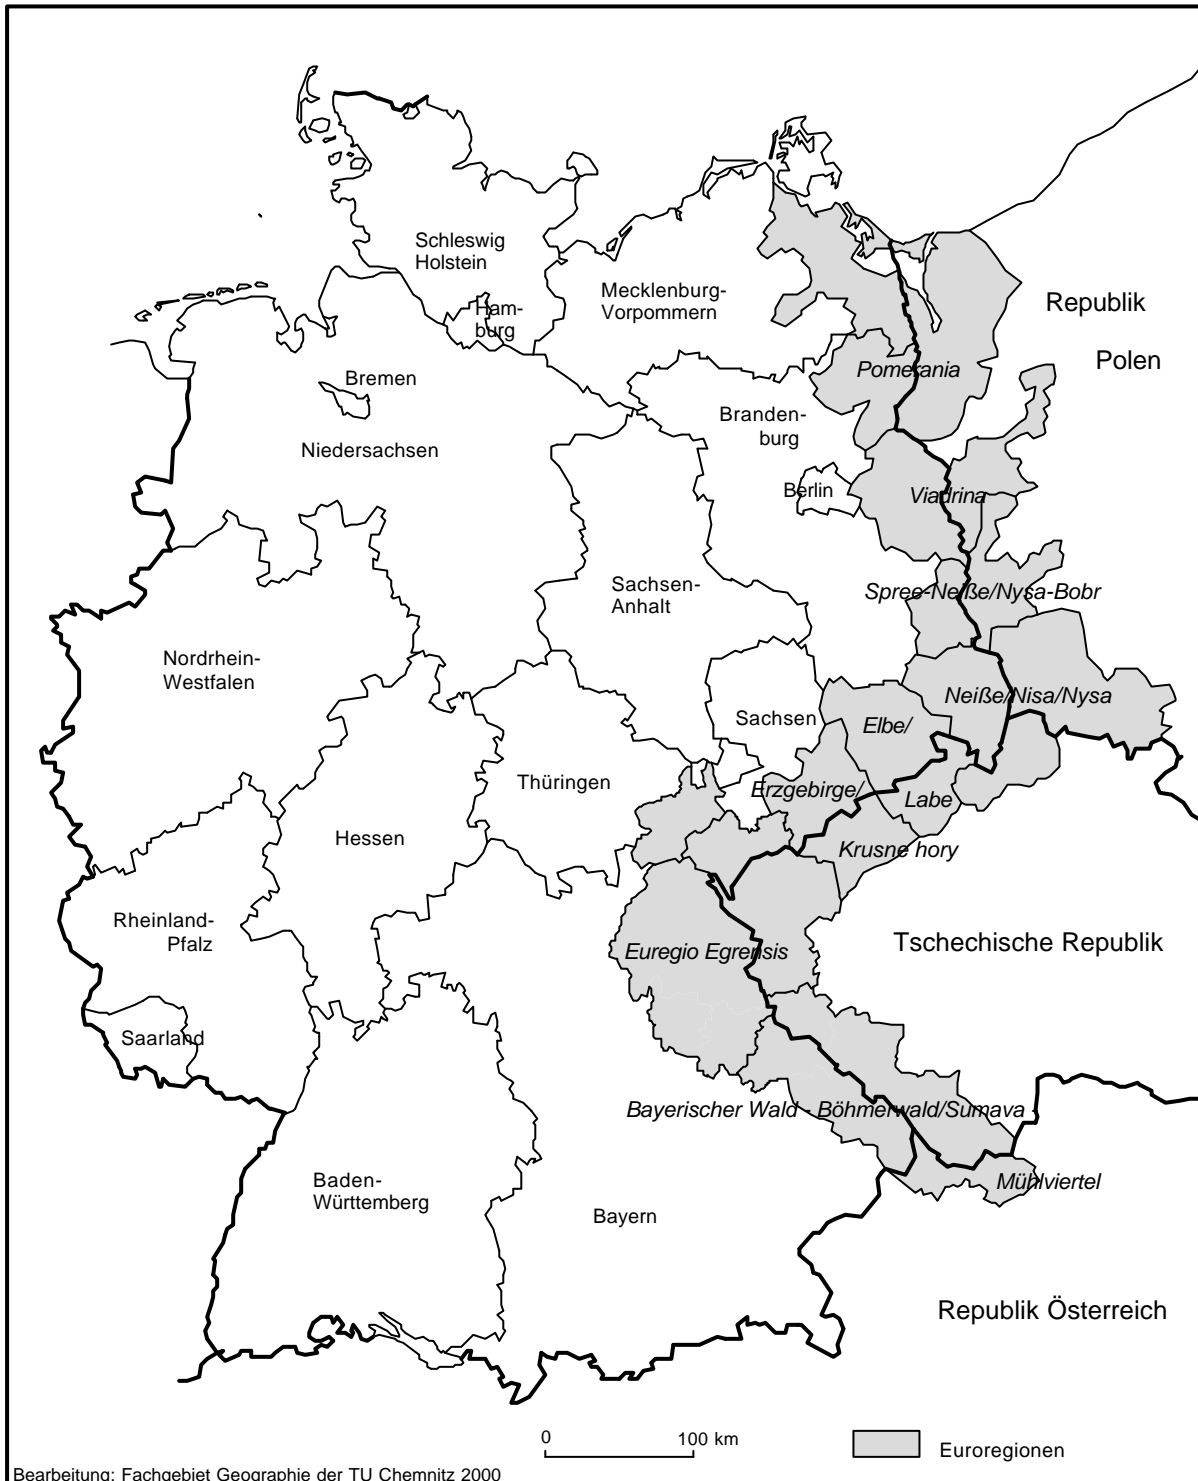 Schleswig
Holstein
Ham-
burg
Mecklenburg-
Vorpommern
Republik
Polen
Pomerania
Bremen
Niedersachsen
Branden-
burg
Berlin
Viadrina
Sachsen-
Anhalt
Spree-Neiße/Nysa-Bobr
Nordrhein-
Westfalen
Neiße/Nisa/Nysa
Sachsen
Elbe/
Labe
Thüringen
Erzgebirge/
Krusne hory
Hessen
Rheinland-
Pfalz
Euregio Egrensis
Tschechische Republik
Saarland
Bayerischer Wald - Böhmerwald/Sumava -
Mühlviertel
Baden-
Württemberg
Bayern
Republik Österreich
0 100 km
Euroregionen
Bearbeitung: Fachgebiet Geographie der TU Chemnitz 2000